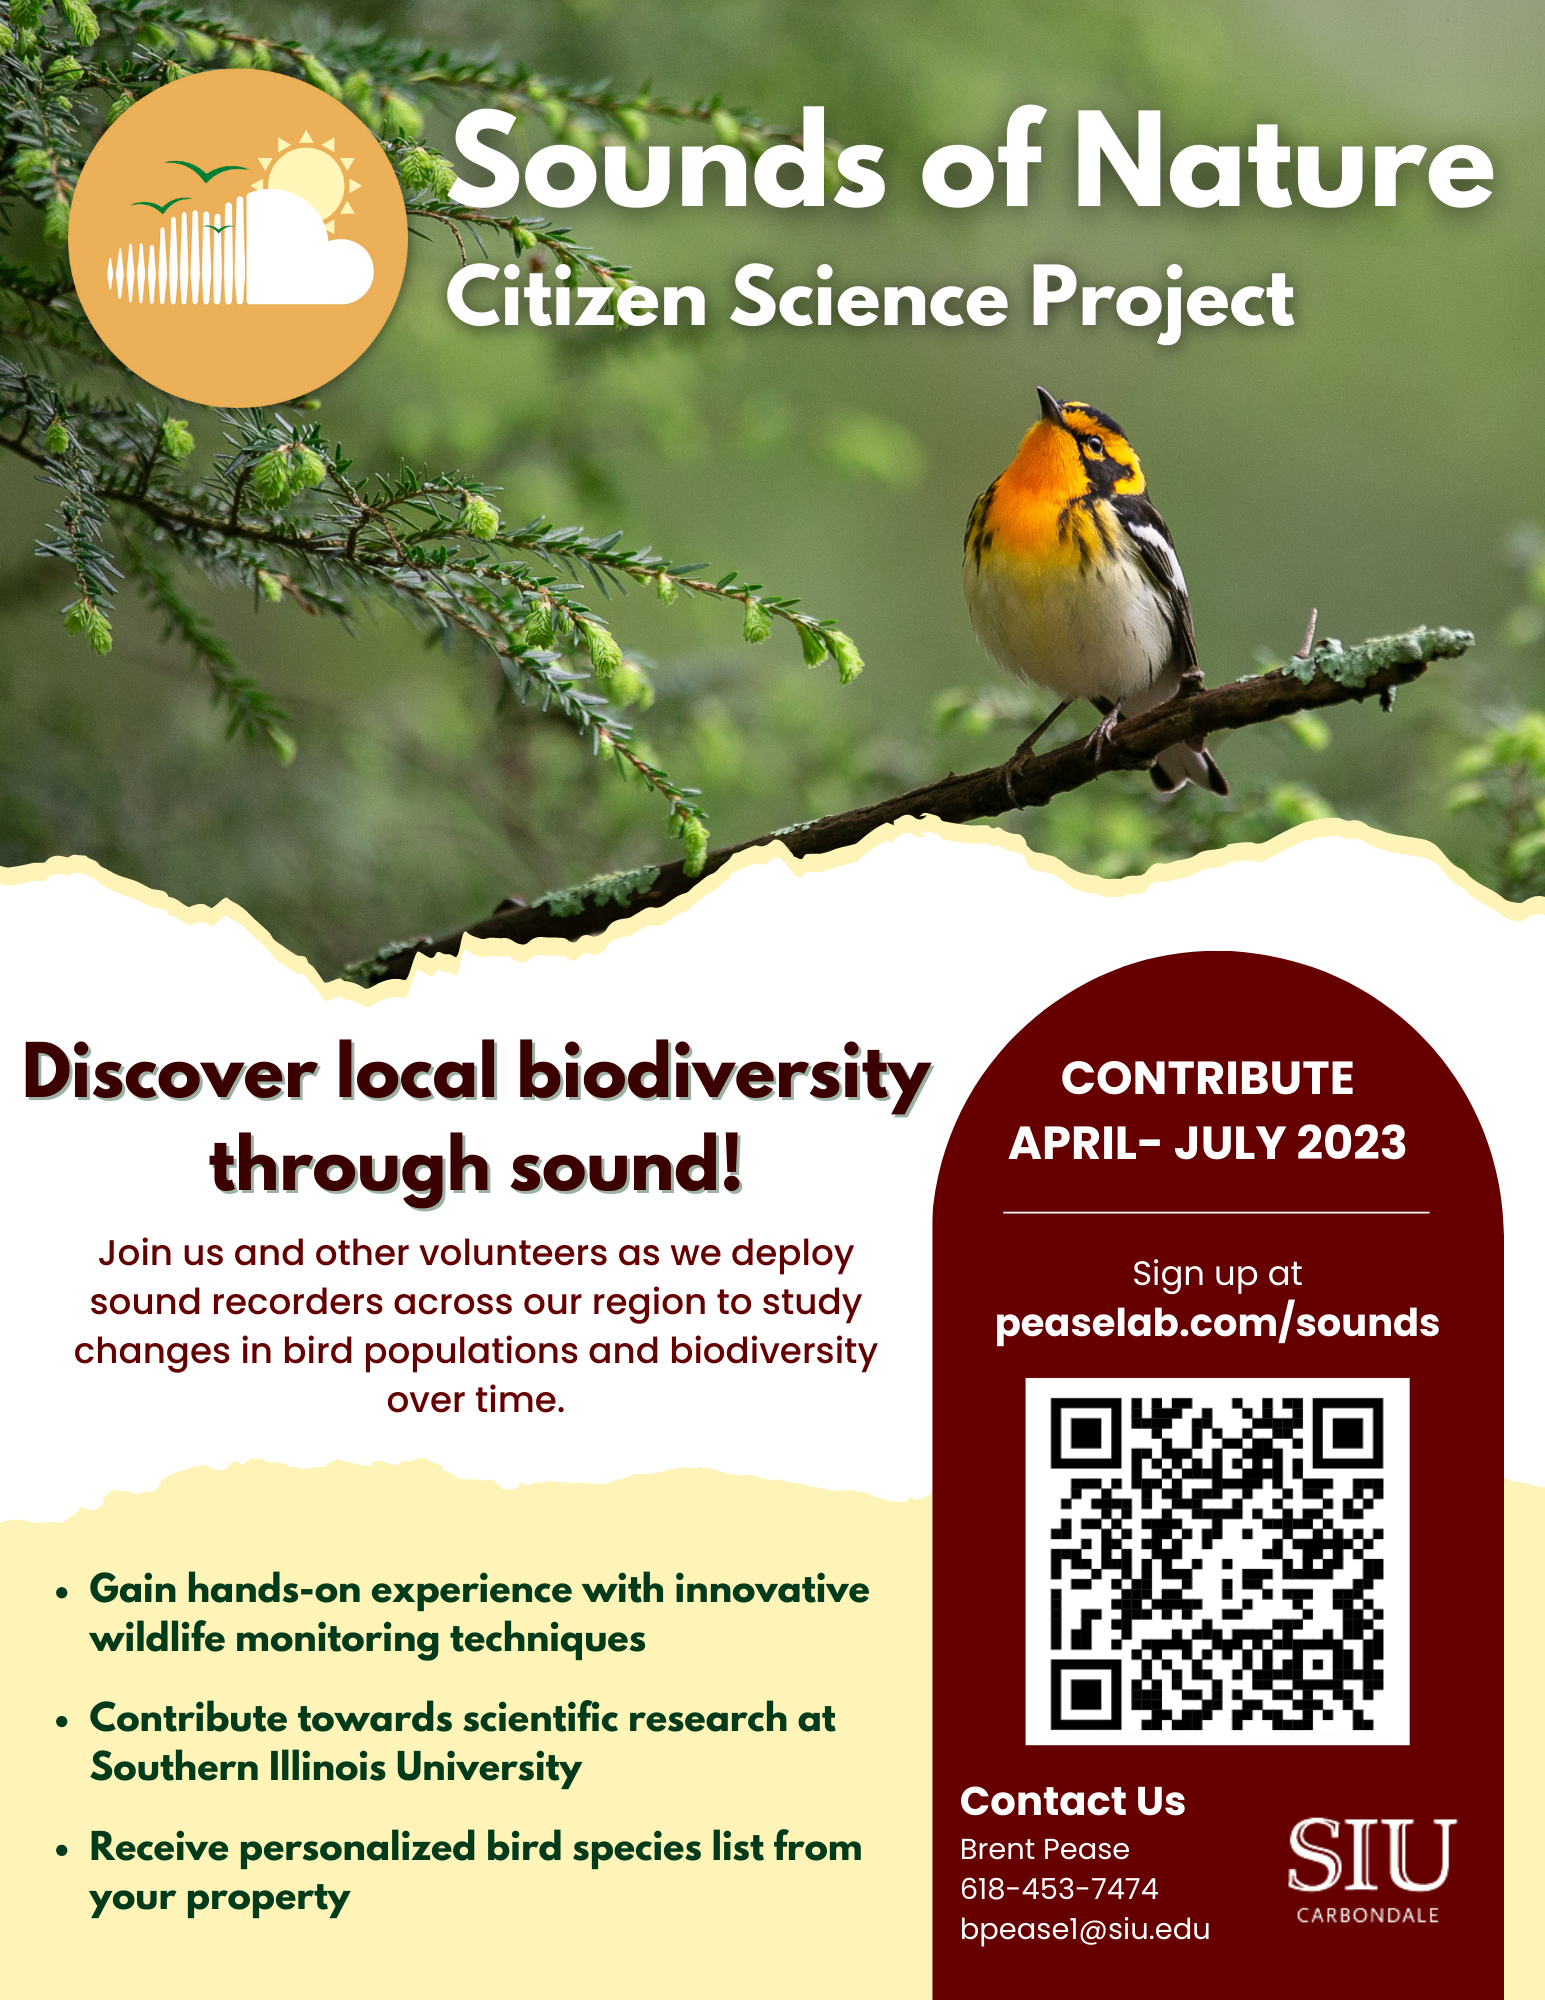 Sounds of Nature
Citizen Science Project
Discover local biodiversity
through sound!
Join us and other volunteers as we deploy
sound recorders across our region to study
changes in bird populations and biodiversity
over time.
• Gain hands-on experience with innovative
wildlife monitoring techniques
• Contribute towards scientific research at
Southern Illinois University
• Receive personalized bird species list from
your property
CONTRIBUTE
APRIL- JULY 2023
Sign up at
peaselab.com/sounds
Contact Us
Brent Pease
618-453-7474
bpease1@siu.edu
SIU
CARBONDALE